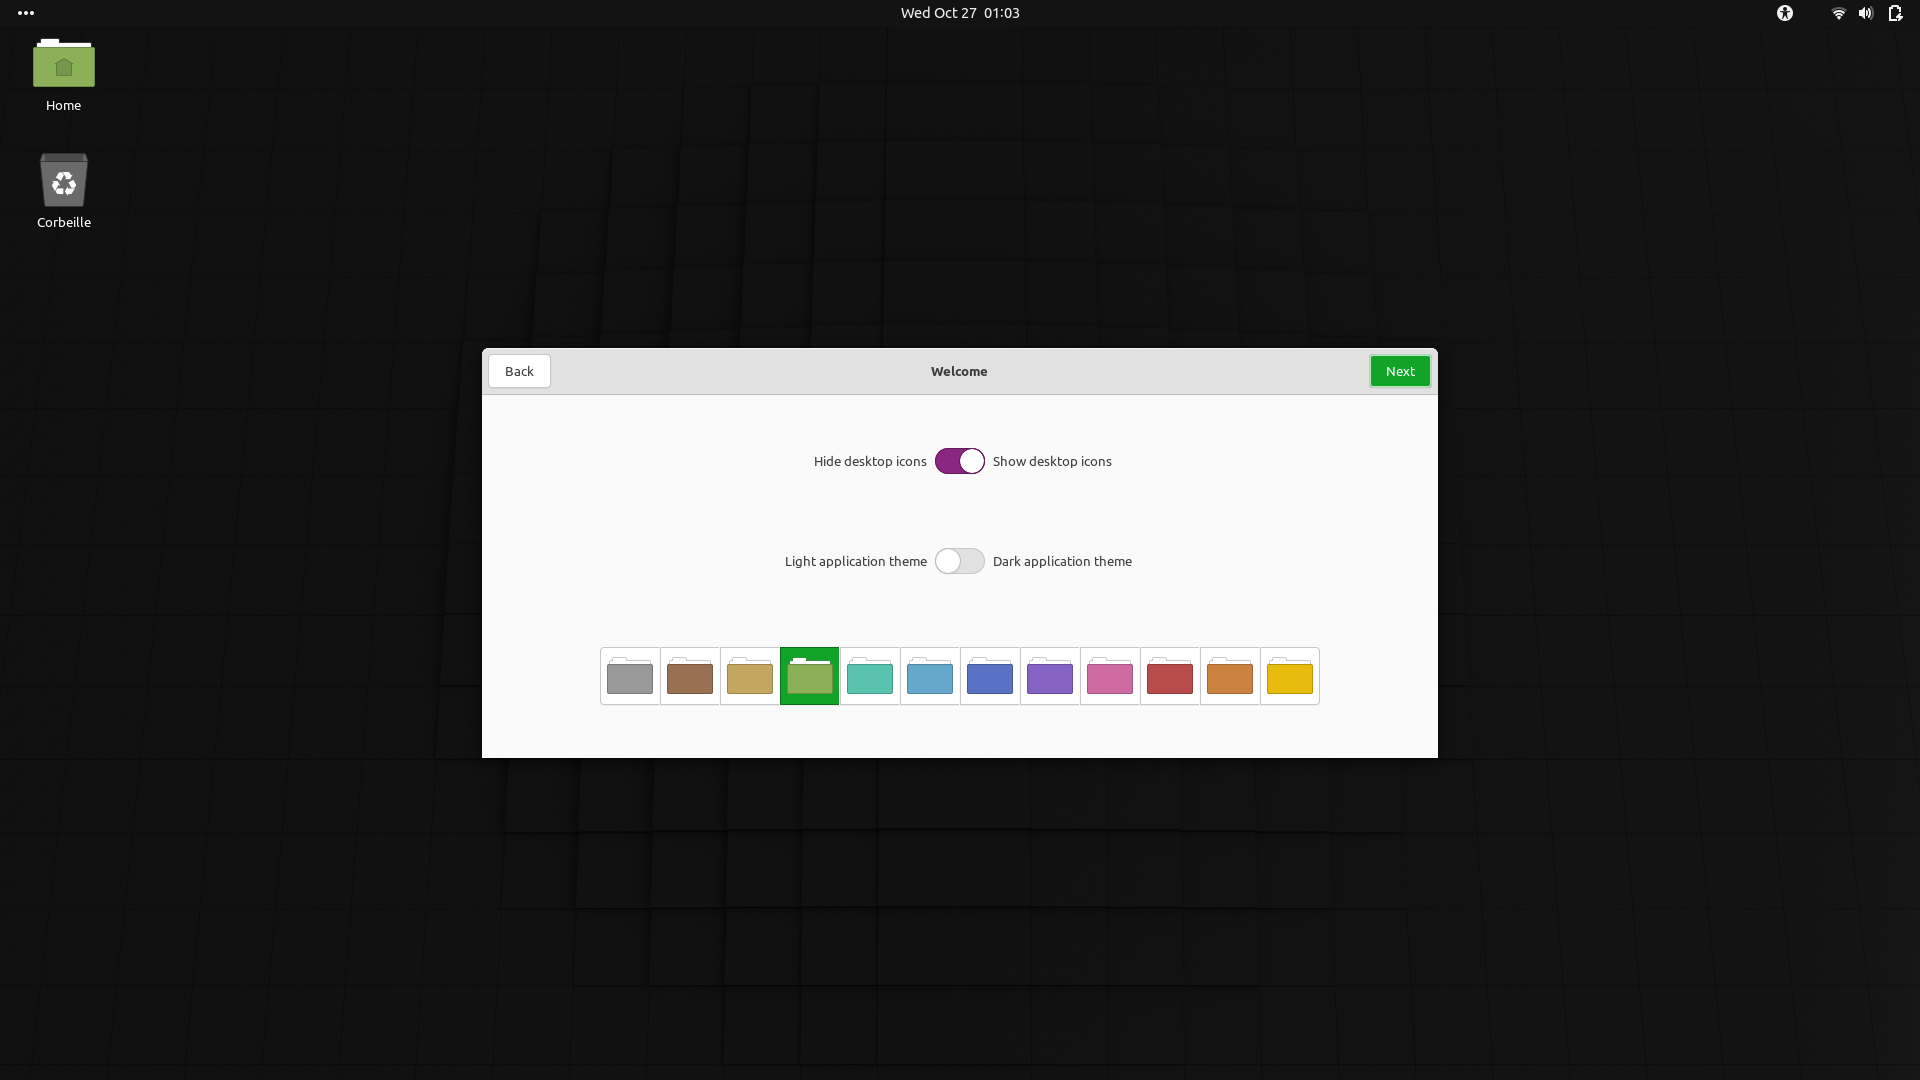 Wed Oct 27 01:03
Home
Corbeille
Back
Welcome
Next
Hide desktop icons
Show desktop icons
Light application theme
Dark application theme